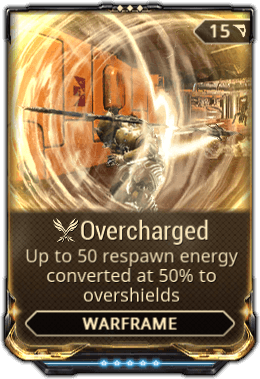 15
Overcharged
Up to 50 respawn energy
converted at 50% to
overshields
WARFRAME